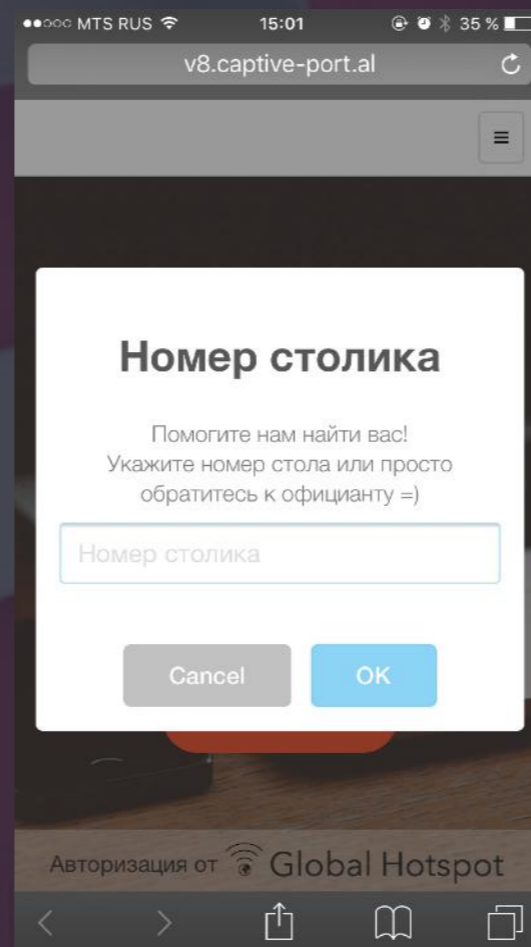 MTS RUS 15:01 35 %
v8.captive-port.al
Номер столика
Помогите нам найти вас!
Укажите номер стола или просто
обратитесь к официанту =)
Номер столика
Cancel OK
Авторизация от Global Hotspot